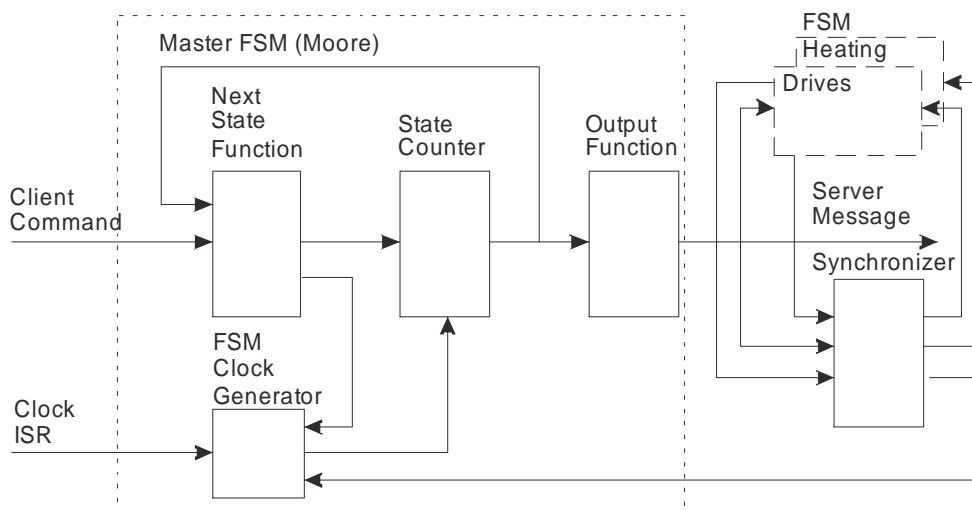 Master FSM (Moore)
FSM
Heating
Drives
Next
State
Function
State
Counter
Output
Function
Client
Command
Server
Message
Synchronizer
FSM
Clock
Generator
Clock
ISR